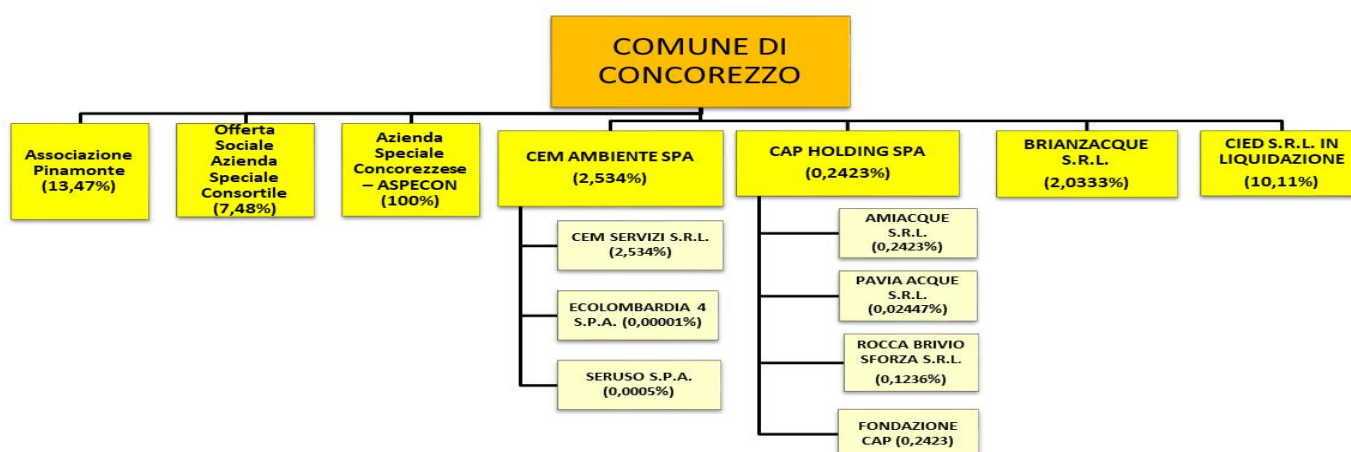 COMUNE DI
CONCOREZZO
Associazione
Pinamonte
(13,47%)
Offerta
Sociale
Azienda
Speciale
Consortile
(7,48%)
Azienda
Speciale
Concorezzese
– ASPECON
(100%)
CEM AMBIENTE SPA
(2,534%)
CAP HOLDING SPA
(0,2423%)
BRIANZACQUE
S.R.L.
(2,0333%)
CIED S.R.L. IN
LIQUIDAZIONE
(10,11%)
CEM SERVIZI S.R.L.
(2,534%)
ECOLOMBARDIA 4
S.P.A. (0,00001%)
SERUSO S.P.A.
(0,0005%)
AMIACQUE
S.R.L.
(0,2423%)
PAVIA ACQUE
S.R.L.
(0,02447%)
ROCCA BRIVIO
SFORZA S.R.L.
(0,1236%)
FONDAZIONE
CAP (0,2423)